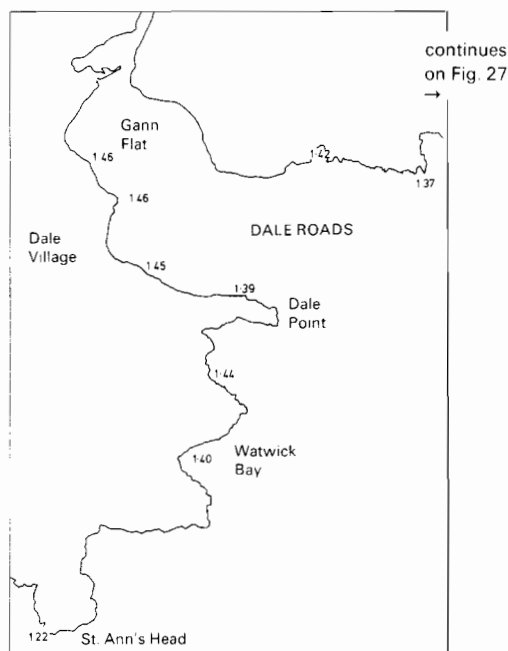 continues
on Fig. 27
→
Gann
Flat
1·46
1·42
1·37
1·46
Dale
Village
DALE ROADS
1·45
1·39
Dale
Point
1·44
Watwick
Bay
1·40
1·22
St. Ann's Head